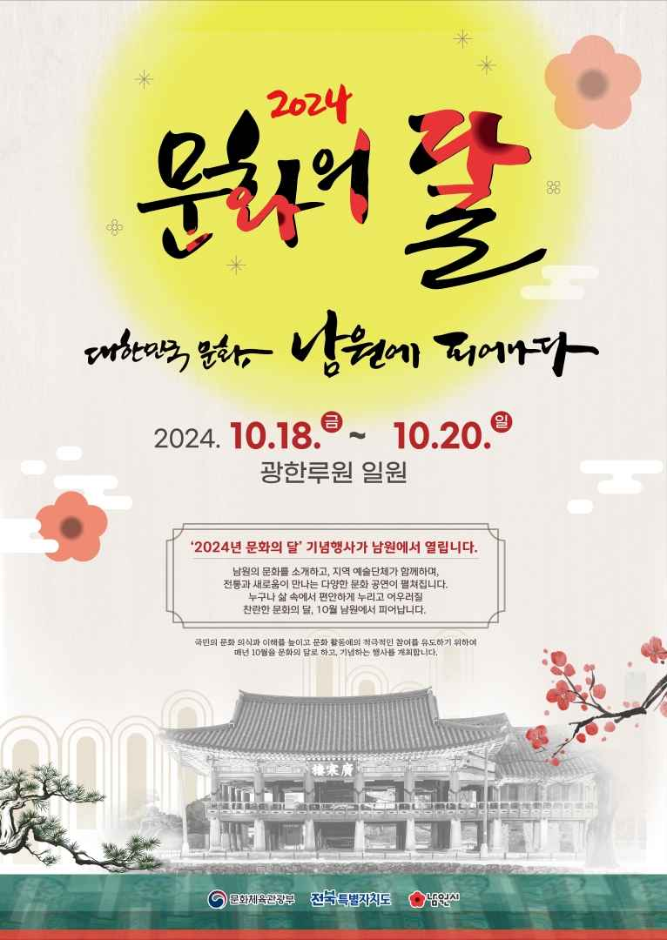 2024
문화의 달
대한민국 문화, 남원에 피어나다
2024. 10.18.금 ~ 10.20.일
광한루원 일원
‘2024년 문화의 달’ 기념행사가 남원에서 열립니다.
남원의 문화를 소개하고, 지역 예술단체가 함께하며,
전통과 새로움이 만나는 다양한 문화 공연이 펼쳐집니다.
누구나 삶 속에서 편안하게 누리고 어우러질
찬란한 문화의 달, 10월 남원에서 피어납니다.
국민의 문화 의식과 이해를 높이고 문화 활동에의 적극적인 참여를 유도하기 위하여
매년 10월을 문화의 달로 하고, 기념하는 행사를 개최합니다.
廣寒樓
문화체육관광부 전북특별자치도 남원시